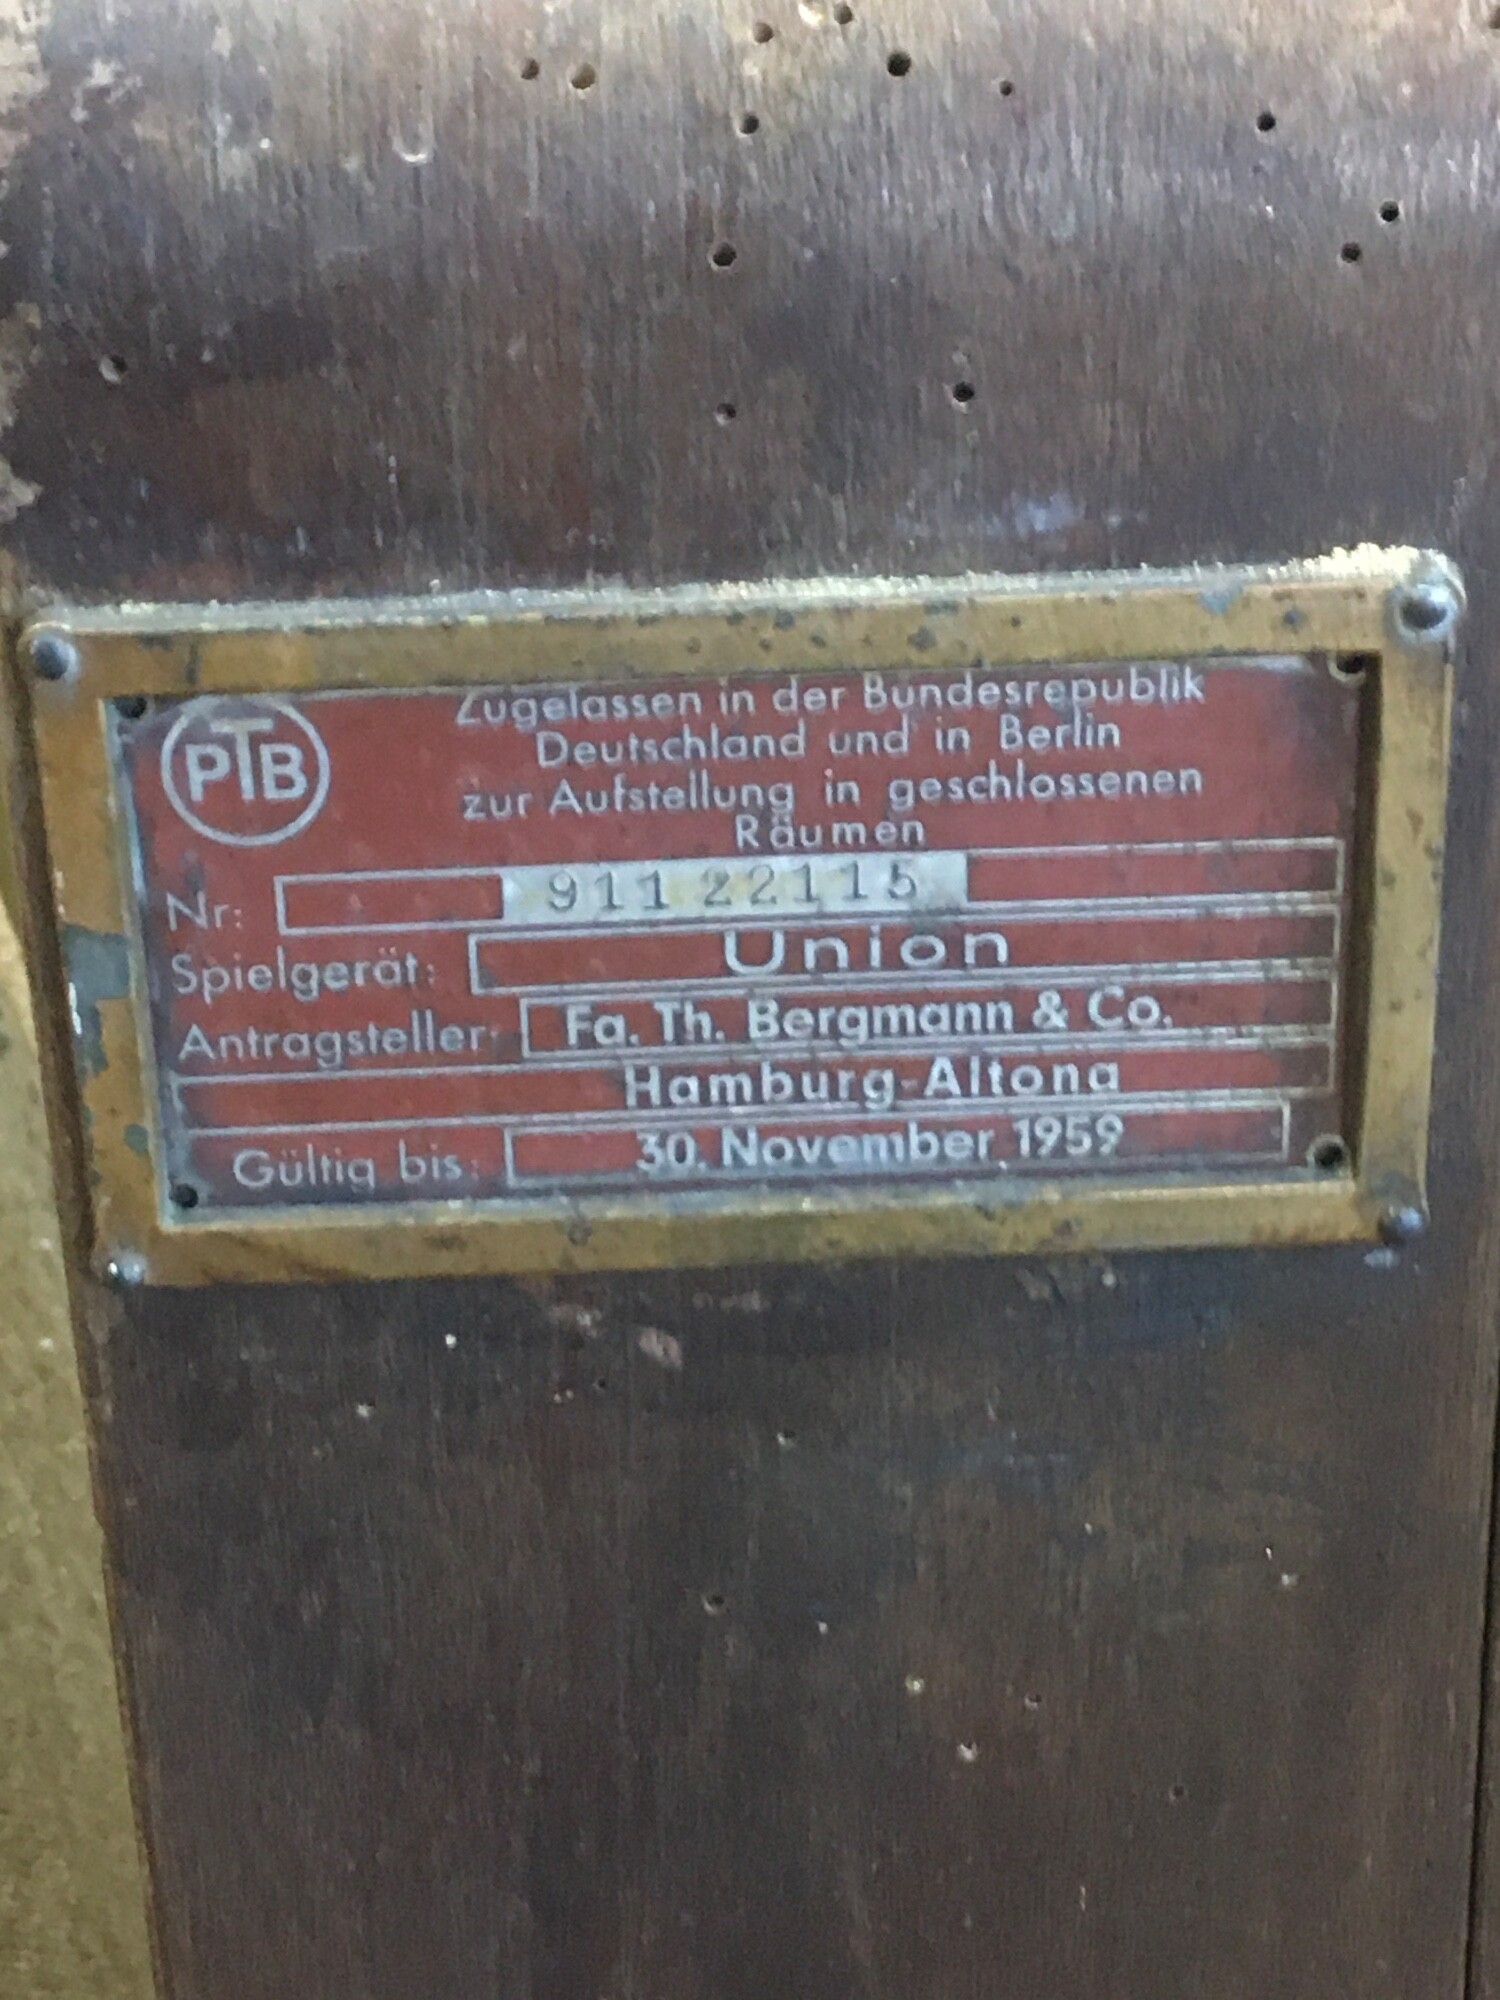 PTB
Zugelassen in der Bundesrepublik
Deutschland und in Berlin
zur Aufstellung in geschlossenen
Räumen
Nr: 911 22115
Spielgerät: Union
Antragsteller: Fa. Th. Bergmann & Co.
Hamburg-Altona
Gültig bis: 30. November 1959